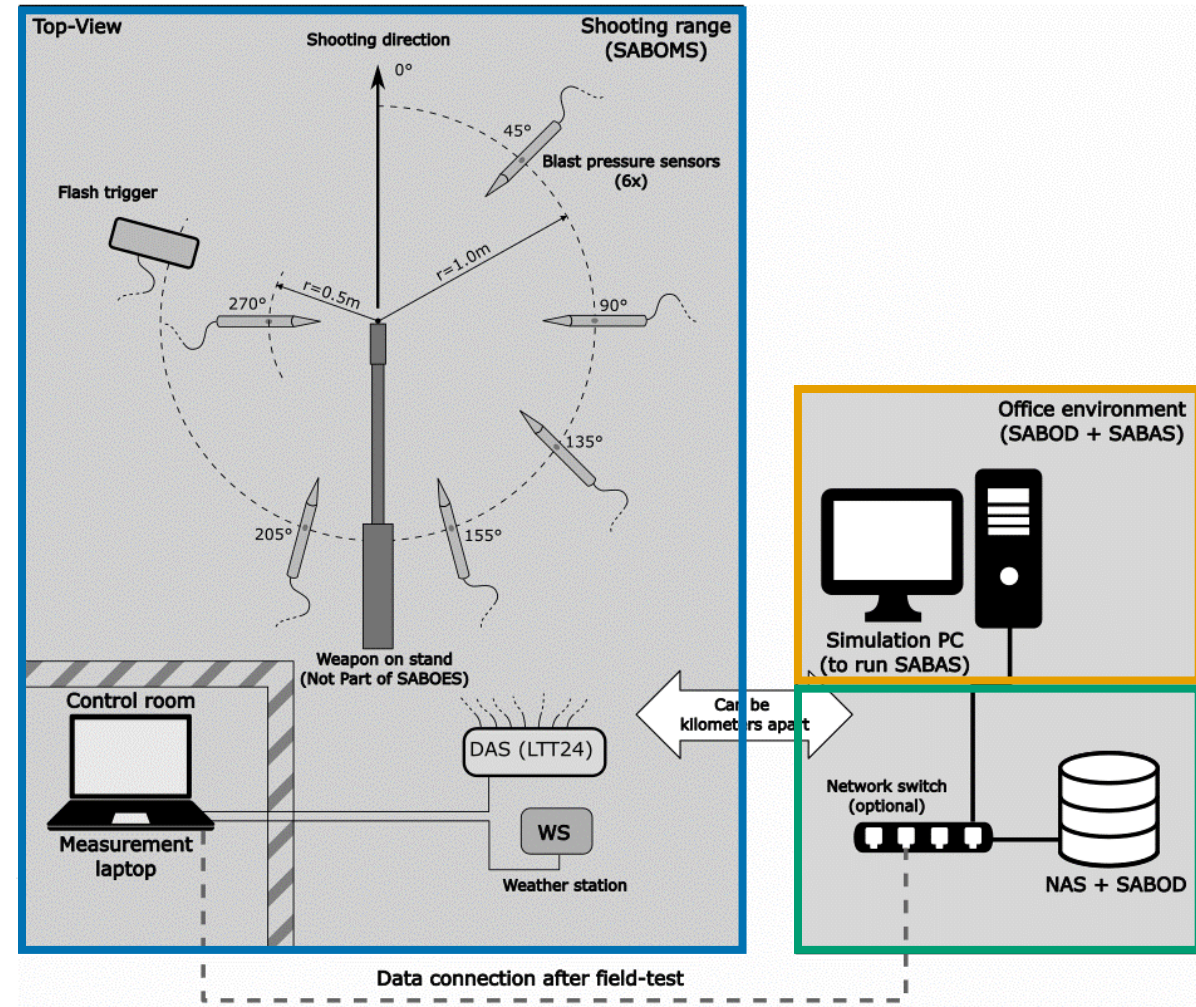 Top-View
Shooting range
(SABOMS)
Shooting direction
0°
45°
Blast pressure sensors
(6x)
Flash trigger
r=1.0m
r=0.5m
270°
90°
135°
205°
155°
Weapon on stand
(Not Part of SABOES)
Control room
Measurement
laptop
DAS (LTT24)
WS
Weather station
Can be
kilometers apart
Office environment
(SABOD + SABAS)
Simulation PC
(to run SABAS)
Network switch
(optional)
NAS + SABOD
Data connection after field-test